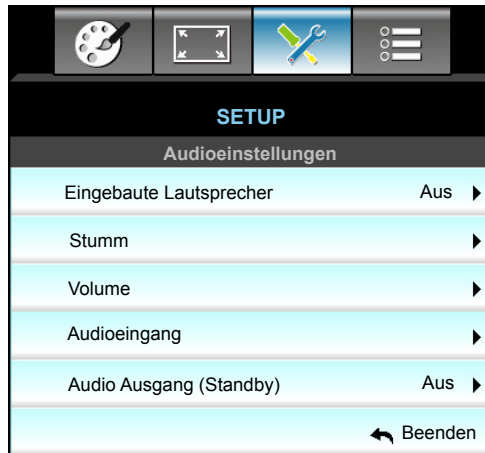 SETUP
Audioeinstellungen
Eingebaute Lautsprecher Aus
Stumm
Volume
Audioeingang
Audio Ausgang (Standby) Aus
Beenden